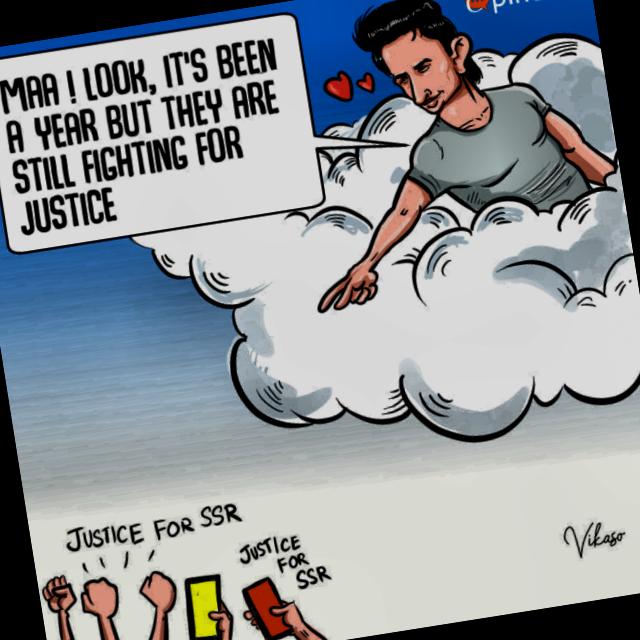 MAA ! LOOK, IT'S BEEN
A YEAR BUT THEY ARE
STILL FIGHTING FOR
JUSTICE
JUSTICE FOR SSR
JUSTICE
FOR
SSR
Vikaso